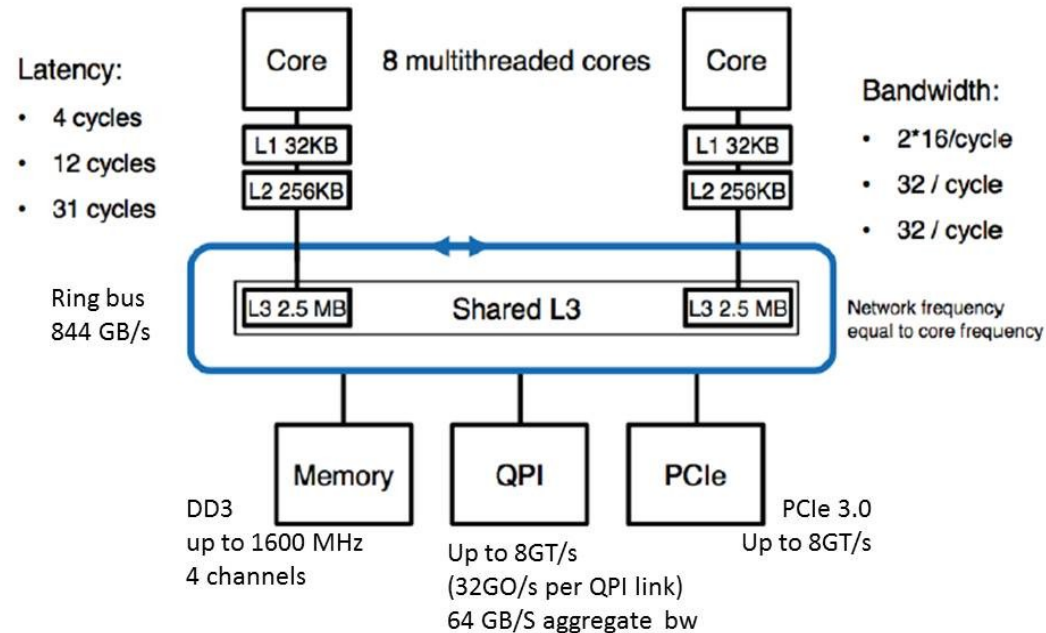 Latency:
• 4 cycles
• 12 cycles
• 31 cycles
Core
8 multithreaded cores
Core
Bandwidth:
• 2*16/cycle
• 32 / cycle
• 32 / cycle
L1 32KB
L2 256KB
L1 32KB
L2 256KB
Ring bus
844 GB/s
L3 2.5 MB
Shared L3
L3 2.5 MB
Network frequency
equal to core frequency
Memory
QPI
PCIe
DD3
up to 1600 MHz
4 channels
Up to 8GT/s
(32GO/s per QPI link)
64 GB/S aggregate bw
PCIe 3.0
Up to 8GT/s